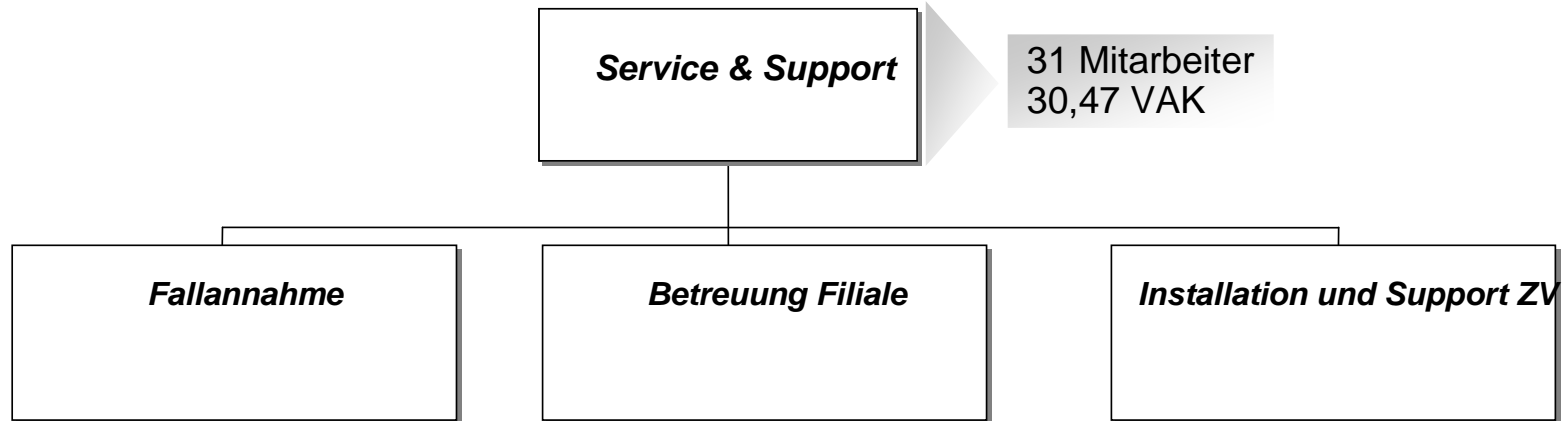 Service & Support
31 Mitarbeiter
30,47 VAK
Fallannahme
Betreuung Filiale
Installation und Support ZV